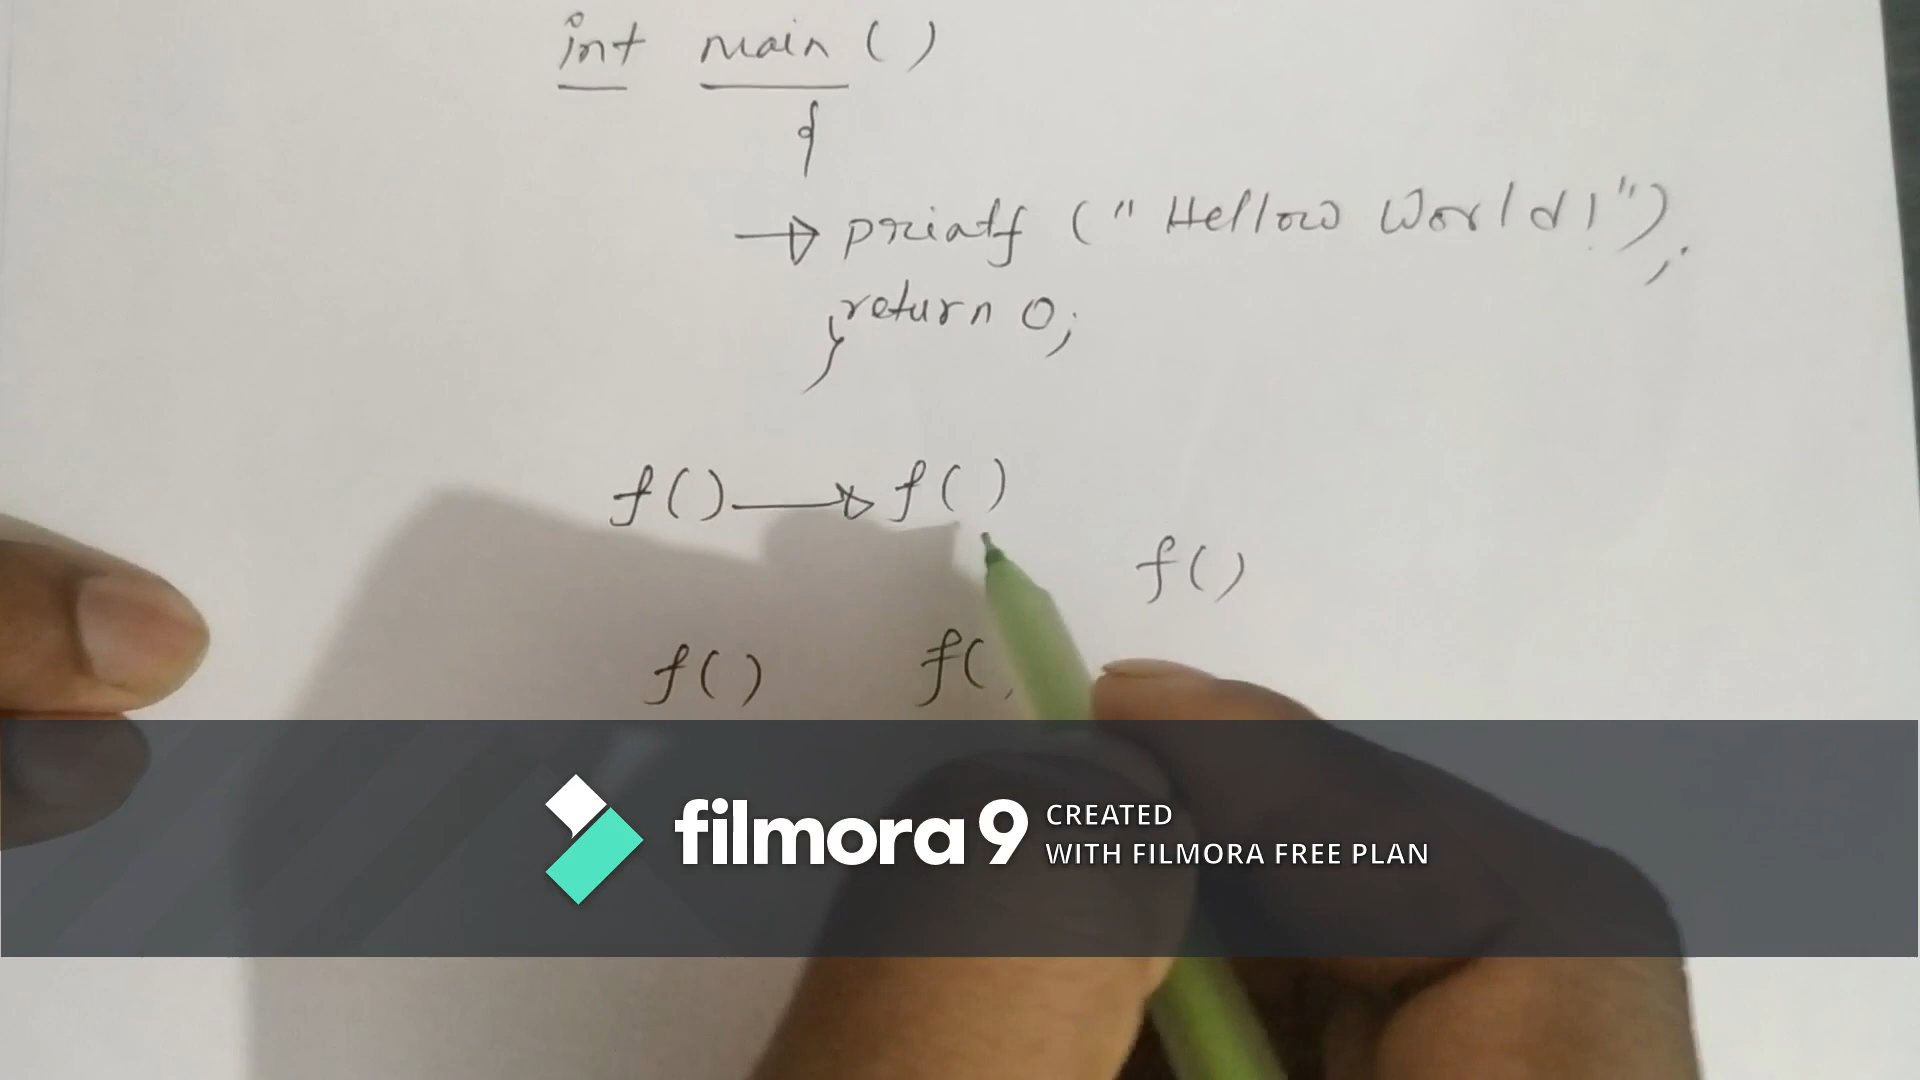 int main ( )
{
→ printf ( " Hellow World ! " ) ;
return 0 ;
}
f ( ) → f ( )
f ( )
f ( ) f (
filmora 9 CREATED
WITH FILMORA FREE PLAN